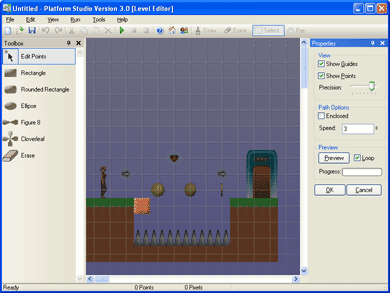 Untitled - Platform Studio Version 3.0 [Level Editor]
File Edit View Run Tools Help
Draw Erase Select Pan
Toolbox
Edit Points
Rectangle
Rounded Rectangle
Ellipse
Figure 8
Cloverleaf
Erase
Properties
View
Show Guides
Show Points
Precision:
Path Options
Enclosed
Speed: 3 s
Preview
Preview Loop
Progress:
OK Cancel
Ready 0 Points 0 Pixels